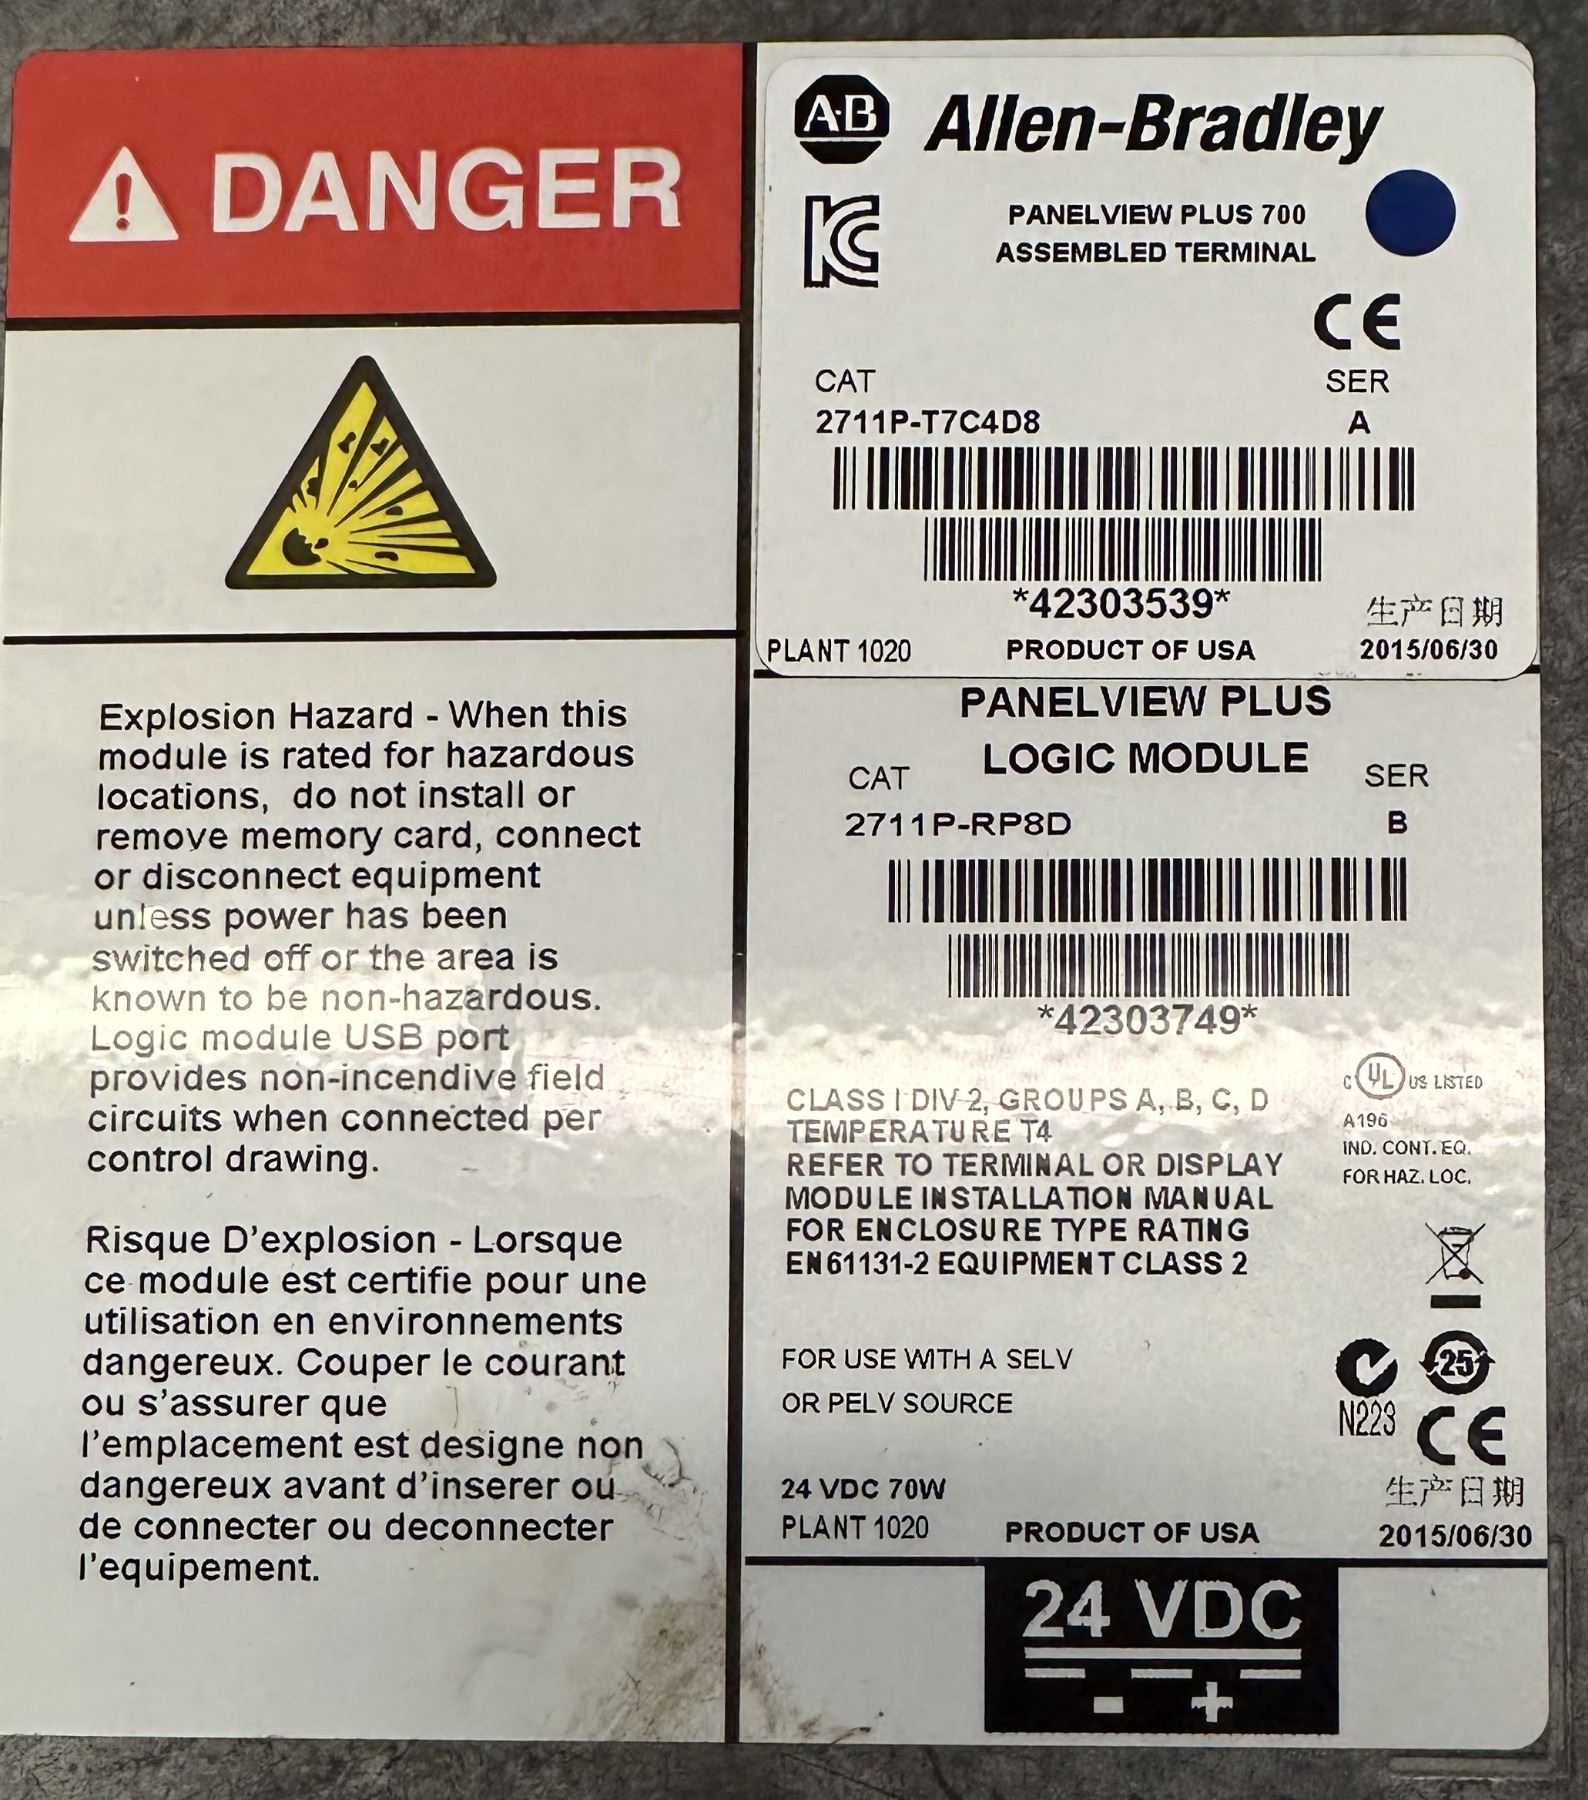 DANGER
Explosion Hazard - When this
module is rated for hazardous
locations, do not install or
remove memory card, connect
or disconnect equipment
unless power has been
switched off or the area is
known to be non-hazardous.
Logic module USB port
provides non-incendive field
circuits when connected per
control drawing.
Risque D'explosion - Lorsque
ce module est certifie pour une
utilisation en environnements
dangereux. Couper le courant
ou s'assurer que
l'emplacement est designe non
dangereux avant d'inserer ou
de connecter ou deconnecter
l'equipement.
A-B Allen-Bradley
PANELVIEW PLUS 700
ASSEMBLED TERMINAL
CE
CAT SER
2711P-T7C4D8 A
*42303539*
生产日期
PLANT 1020 PRODUCT OF USA 2015/06/30
PANELVIEW PLUS
LOGIC MODULE
CAT SER
2711P-RP8D B
*42303749*
C UL US LISTED
A196
IND. CONT. EQ.
FOR HAZ. LOC.
CLASS I DIV 2, GROUPS A, B, C, D
TEMPERATURE T4
REFER TO TERMINAL OR DISPLAY
MODULE INSTALLATION MANUAL
FOR ENCLOSURE TYPE RATING
EN61131-2 EQUIPMENT CLASS 2
FOR USE WITH A SELV
OR PELV SOURCE
25
N223
CE
24 VDC 70W
生产日期
PLANT 1020 PRODUCT OF USA 2015/06/30
24 VDC
- +